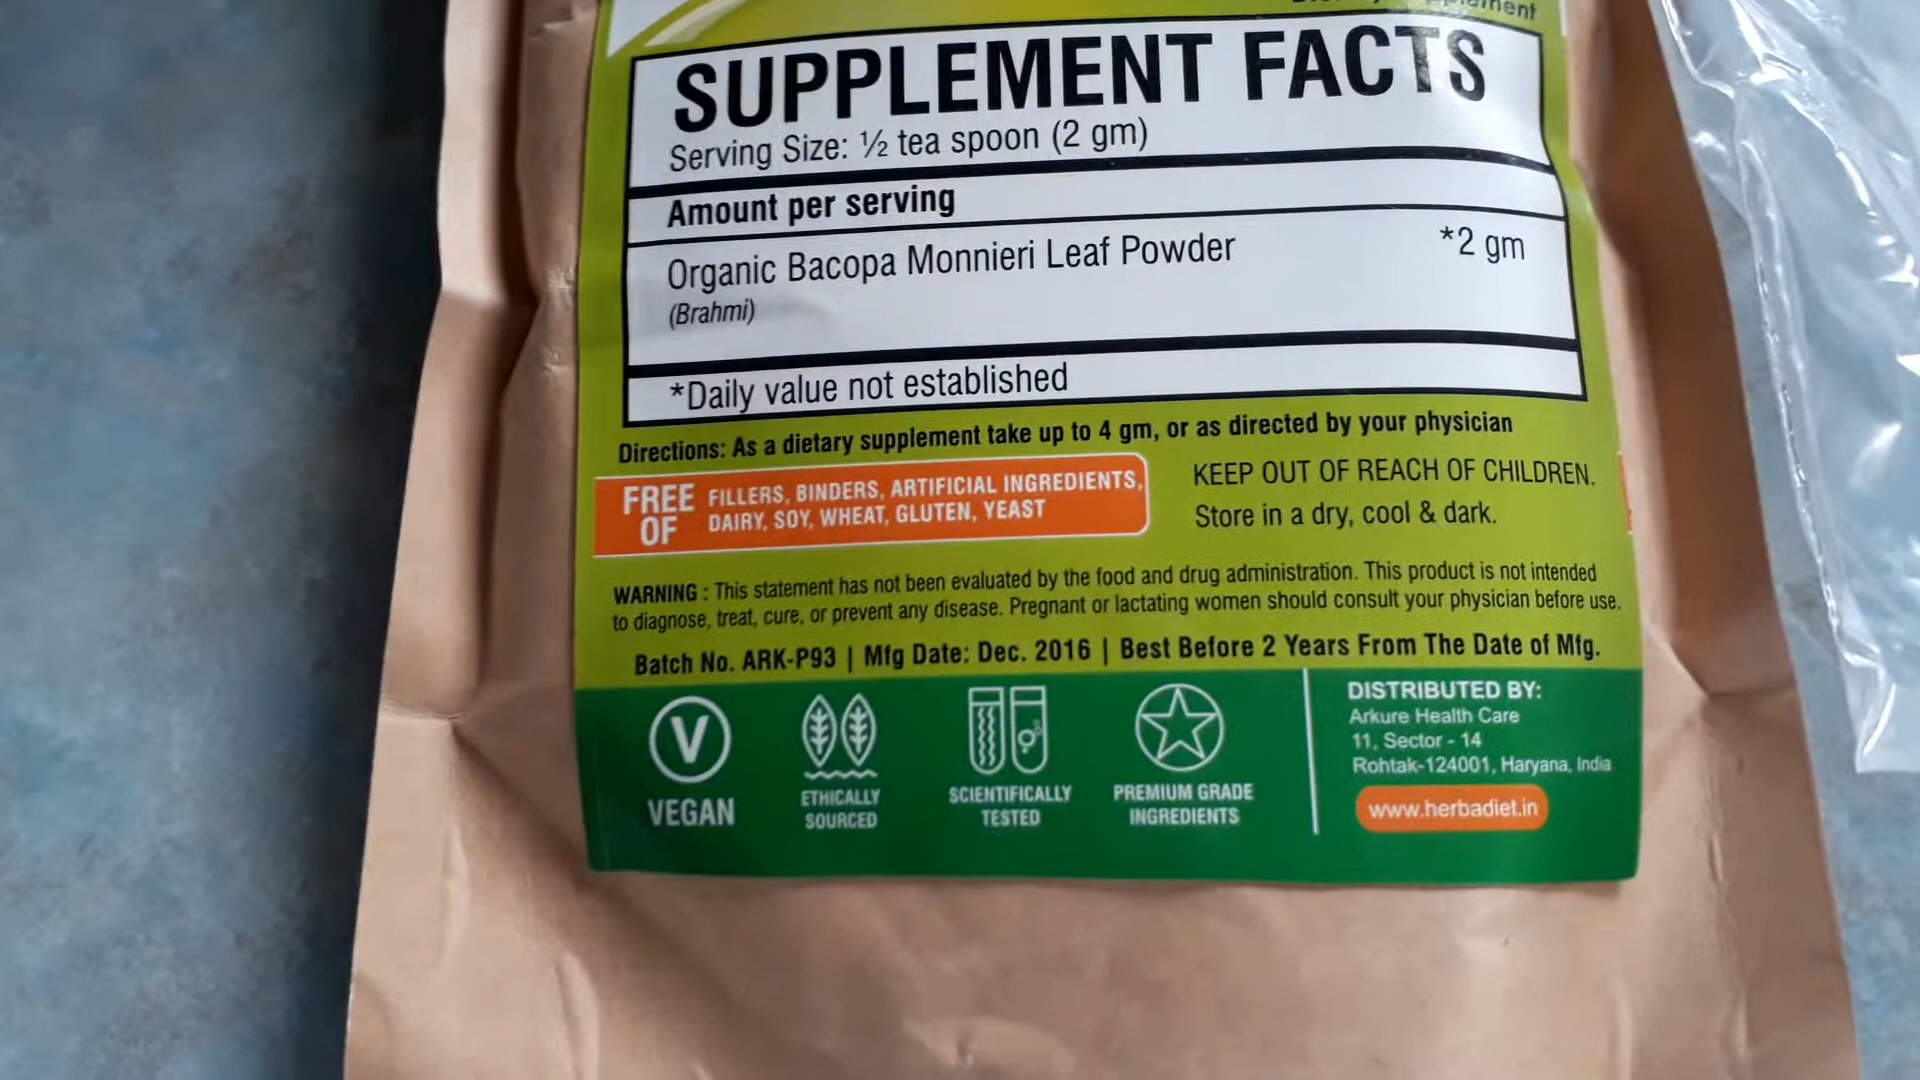 SUPPLEMENT FACTS
Serving Size: ½ tea spoon (2 gm)
Amount per serving
Organic Bacopa Monnieri Leaf Powder *2 gm
(Brahmi)
*Daily value not established
Directions: As a dietary supplement take up to 4 gm, or as directed by your physician
FREE OF
FILLERS, BINDERS, ARTIFICIAL INGREDIENTS,
DAIRY, SOY, WHEAT, GLUTEN, YEAST
KEEP OUT OF REACH OF CHILDREN.
Store in a dry, cool & dark.
WARNING : This statement has not been evaluated by the food and drug administration. This product is not intended
to diagnose, treat, cure, or prevent any disease. Pregnant or lactating women should consult your physician before use.
Batch No. ARK-P93 | Mfg Date: Dec. 2016 | Best Before 2 Years From The Date of Mfg.
V
VEGAN
ETHICALLY
SOURCED
SCIENTIFICALLY
TESTED
PREMIUM GRADE
INGREDIENTS
DISTRIBUTED BY:
Arkure Health Care
11, Sector - 14
Rohtak-124001, Haryana, India
www.herbadiet.in